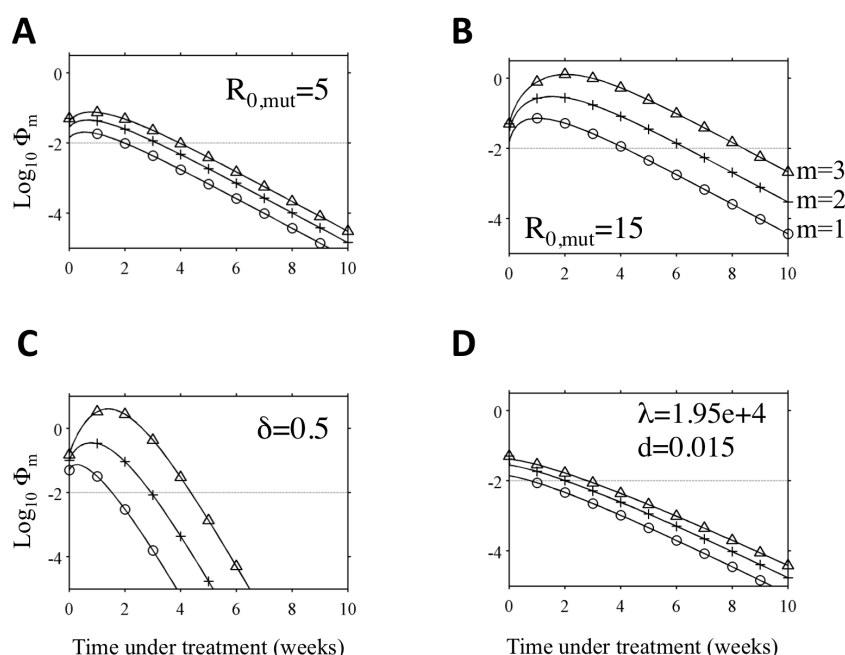 A
B
0
-2
-4
Log10 Φm
R0,mut=5
0 2 4 6 8 10
0
-2
-4
R0,mut=15
m=3
m=2
m=1
0 2 4 6 8 10
C
D
0
-2
-4
Log10 Φm
δ=0.5
0 2 4 6 8 10
Time under treatment (weeks)
0
-2
-4
λ=1.95e+4
d=0.015
0 2 4 6 8 10
Time under treatment (weeks)